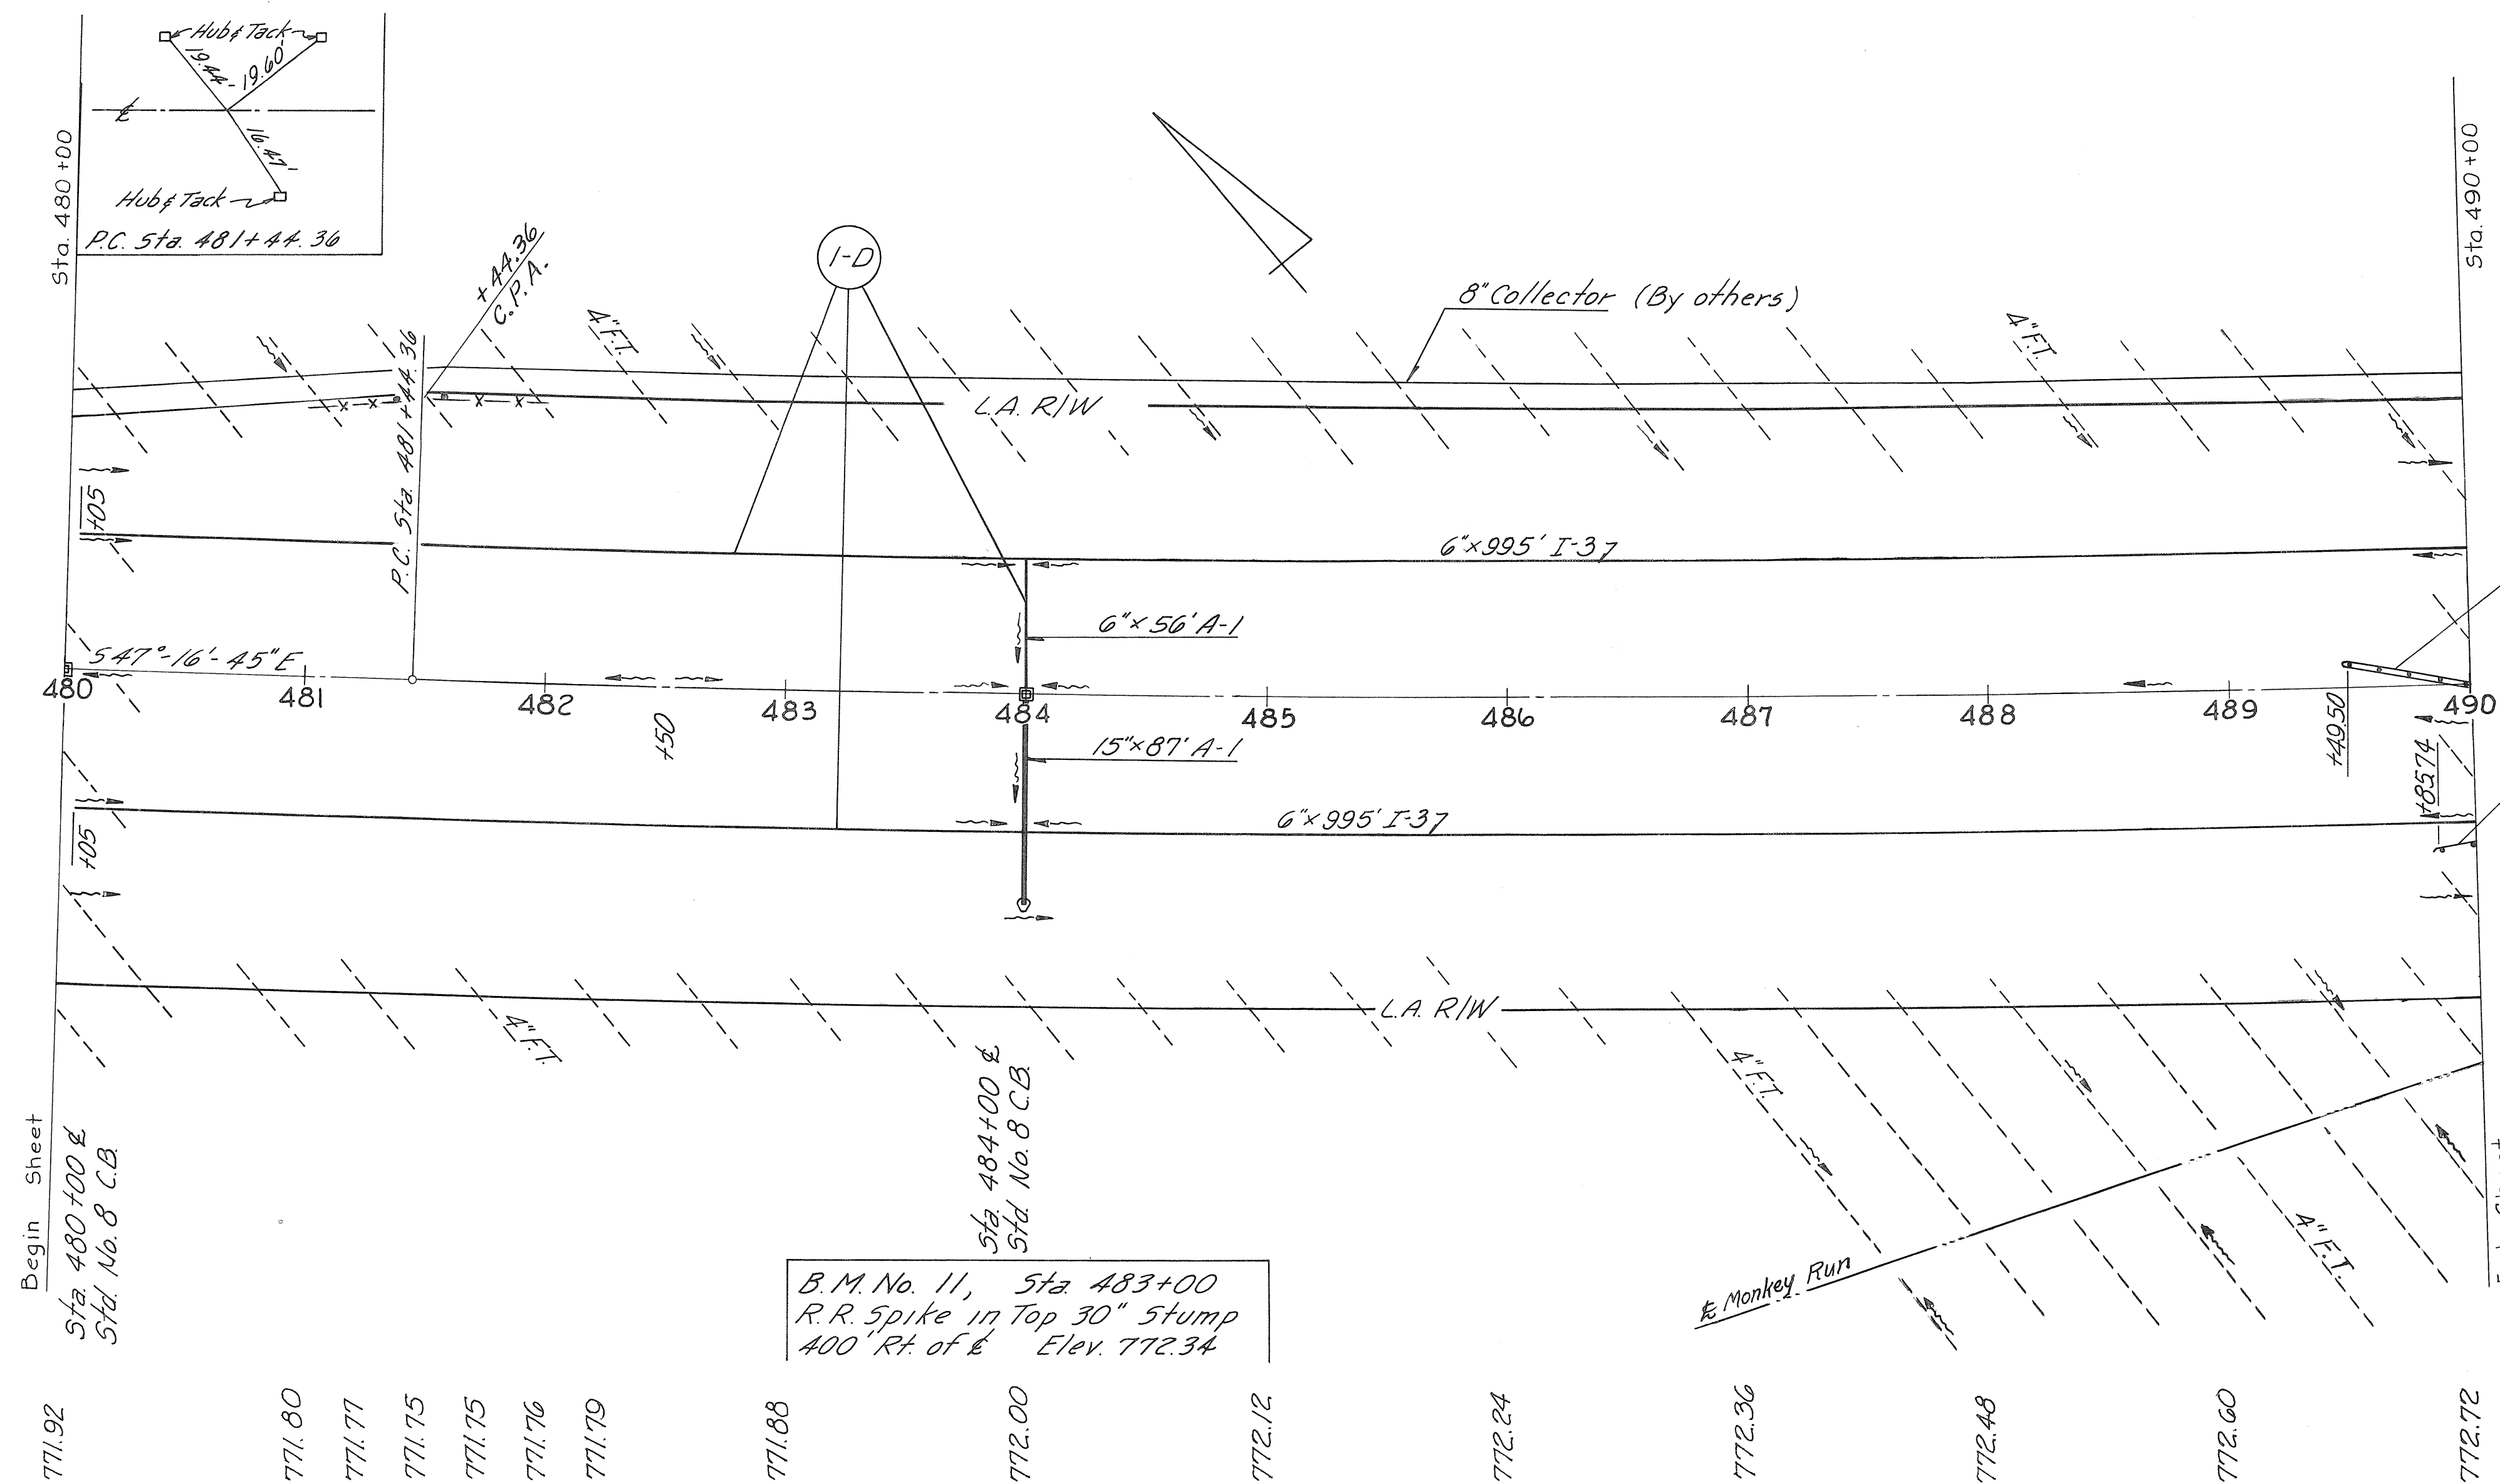 Hub & Tack
19.44'
19.60'
℄
16.47'
Hub & Tack
P.C. Sta. 481+44.36
Sta. 480+00
Sta. 490+00
+44.36
C.P.A.
1-D
8" Collector (By others)
4" F.T.
4" F.T.
P.C. Sta. 481+44.36
x x
x x
L.A. R/W
+05
6"x995' I-37
6"x56' A-1
S47°-16'-45"E
480
481
482
483
484
485
486
487
488
489
490
+50
15"x87' A-1
+49.50
+85.74
+05
6"x995' I-37
L.A. R/W
4" F.T.
4" F.T.
4" F.T.
Begin Sheet
Sta. 480+00 ℄
Std. No. 8 C.B.
Sta. 484+00 ℄
Std. No. 8 C.B.
B.M. No. 11, Sta. 483+00
R.R. Spike in Top 30" Stump
400' Rt. of ℄ Elev. 772.34
℄ Monkey Run
771.92
771.80
771.77
771.75
771.75
771.76
771.79
771.88
772.00
772.12
772.24
772.36
772.48
772.60
772.72